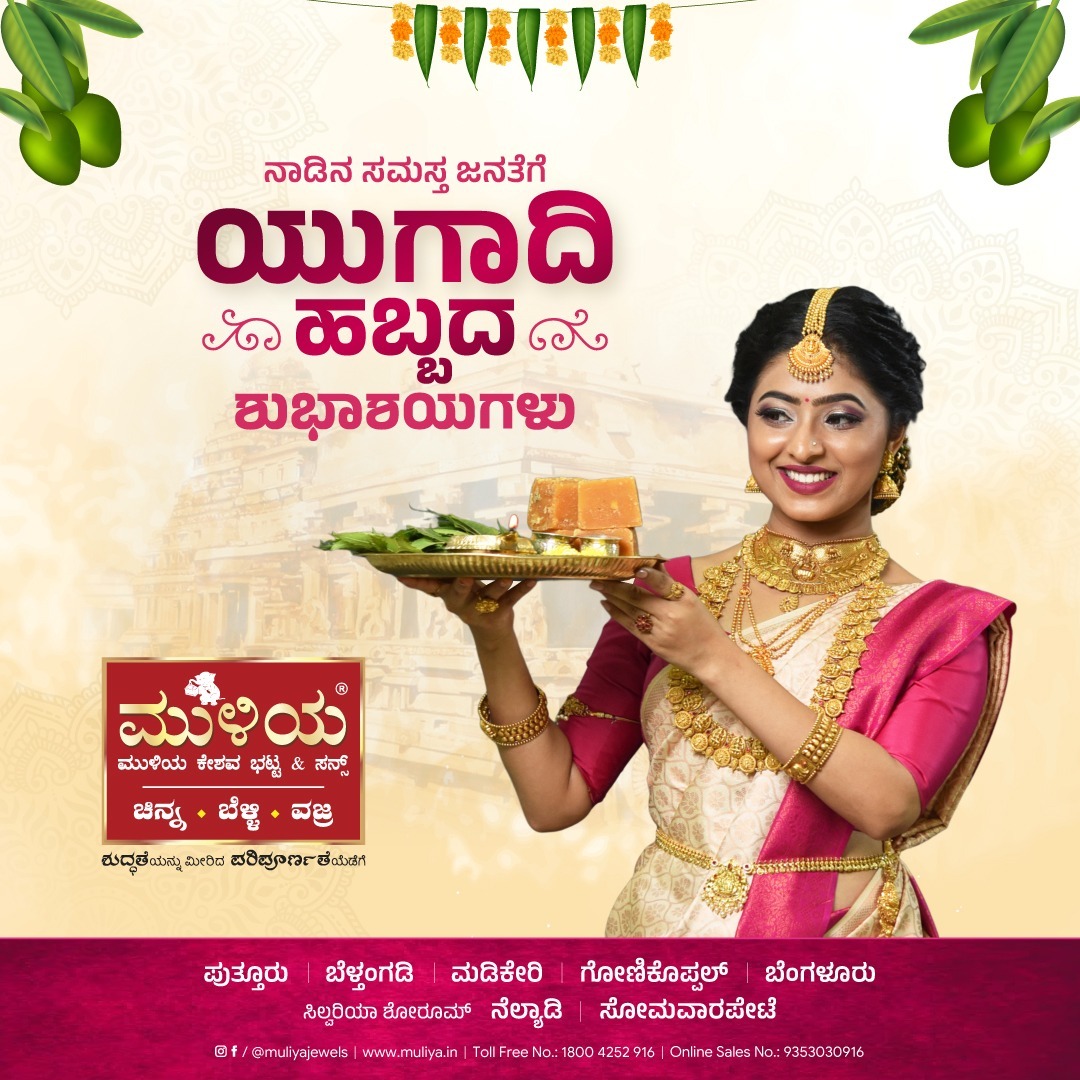 ನಾಡಿನ ಸಮಸ್ತ ಜನತೆಗೆ
ಯುಗಾದಿ
ಹಬ್ಬದ
ಶುಭಾಶಯಗಳು
ಮುಳಿಯ®
ಮುಳಿಯ ಕೇಶವ ಭಟ್ಟ & ಸನ್ಸ್
ಚಿನ್ನ • ಬೆಳ್ಳಿ • ವಜ್ರ
ಶುದ್ಧತೆಯನ್ನು ಮೀರಿದ ಪರಿಪೂರ್ಣತೆಯೆಡೆಗೆ
ಪುತ್ತೂರು | ಬೆಳ್ತಂಗಡಿ | ಮಡಿಕೇರಿ | ಗೋಣಿಕೊಪ್ಪಲ್ | ಬೆಂಗಳೂರು
ಸಿಲ್ವರಿಯಾ ಶೋರೂಮ್ ನೆಲ್ಯಾಡಿ | ಸೋಮವಾರಪೇಟೆ
/ @muliyajewels | www.muliya.in | Toll Free No.: 1800 4252 916 | Online Sales No.: 9353030916